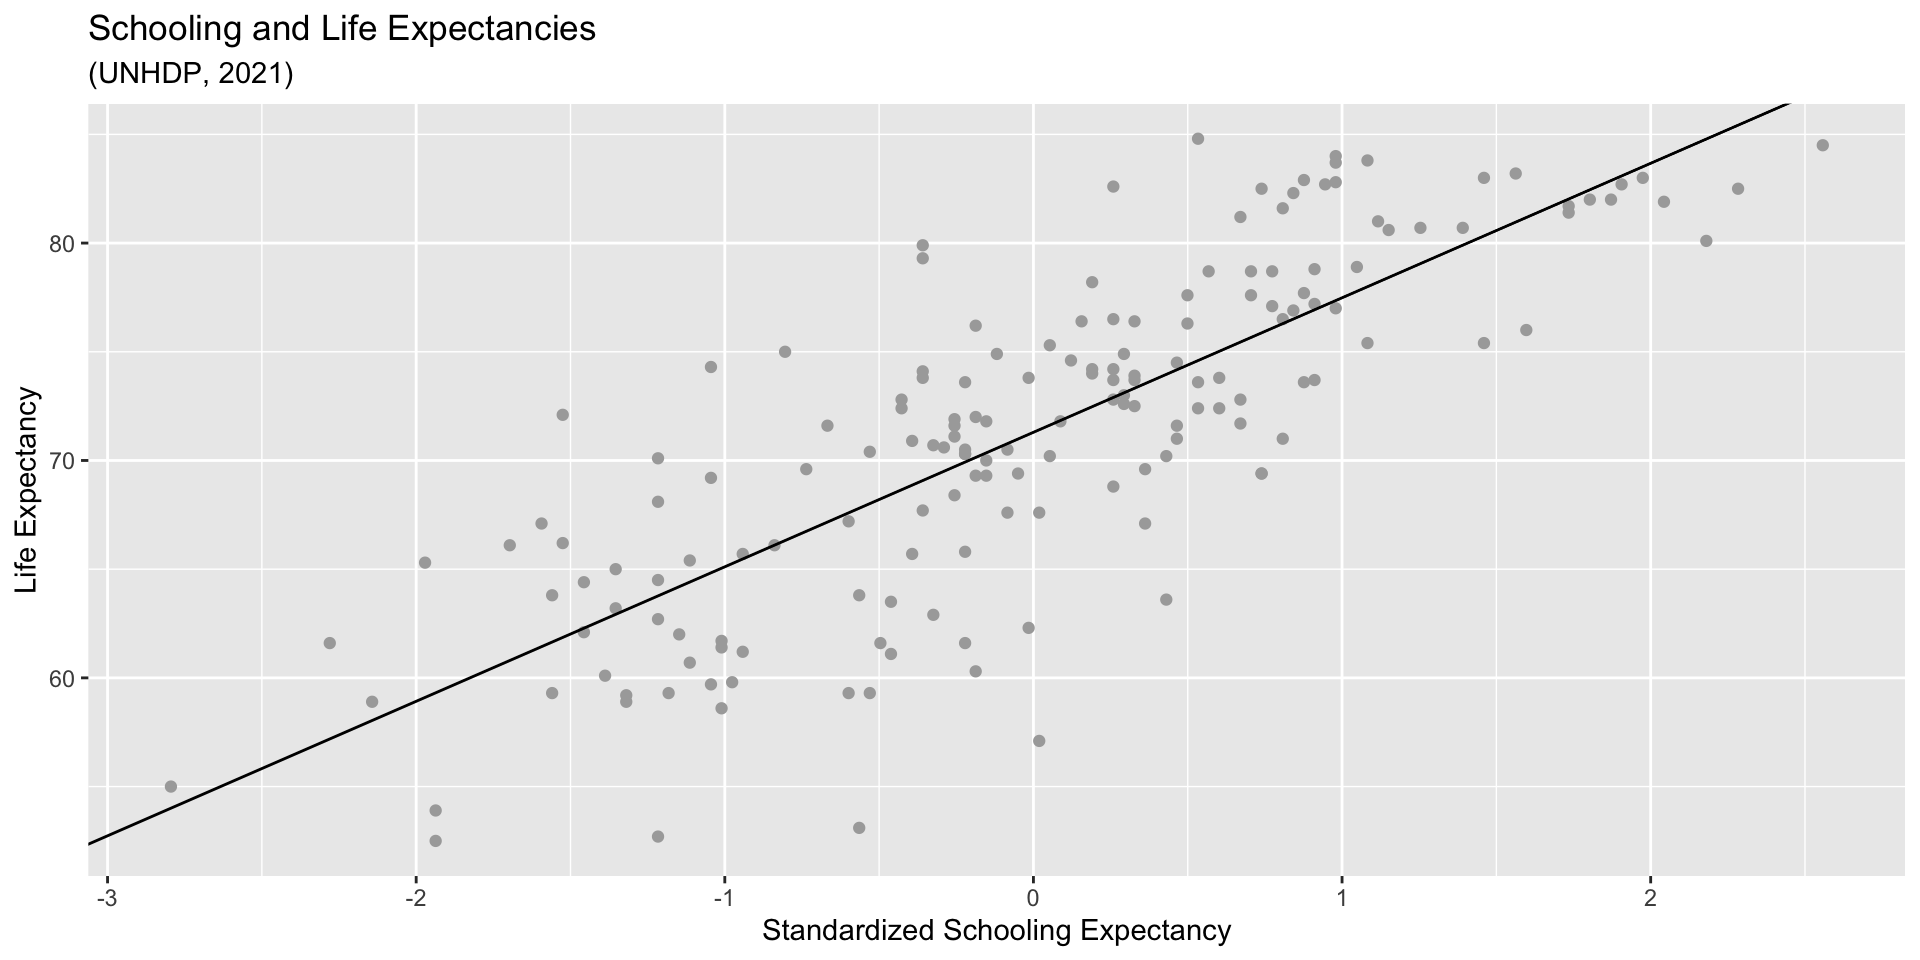 Schooling and Life Expectancies
(UNHDP, 2021)
Life Expectancy
80
70
60
-3 -2 -1 0 1 2
Standardized Schooling Expectancy